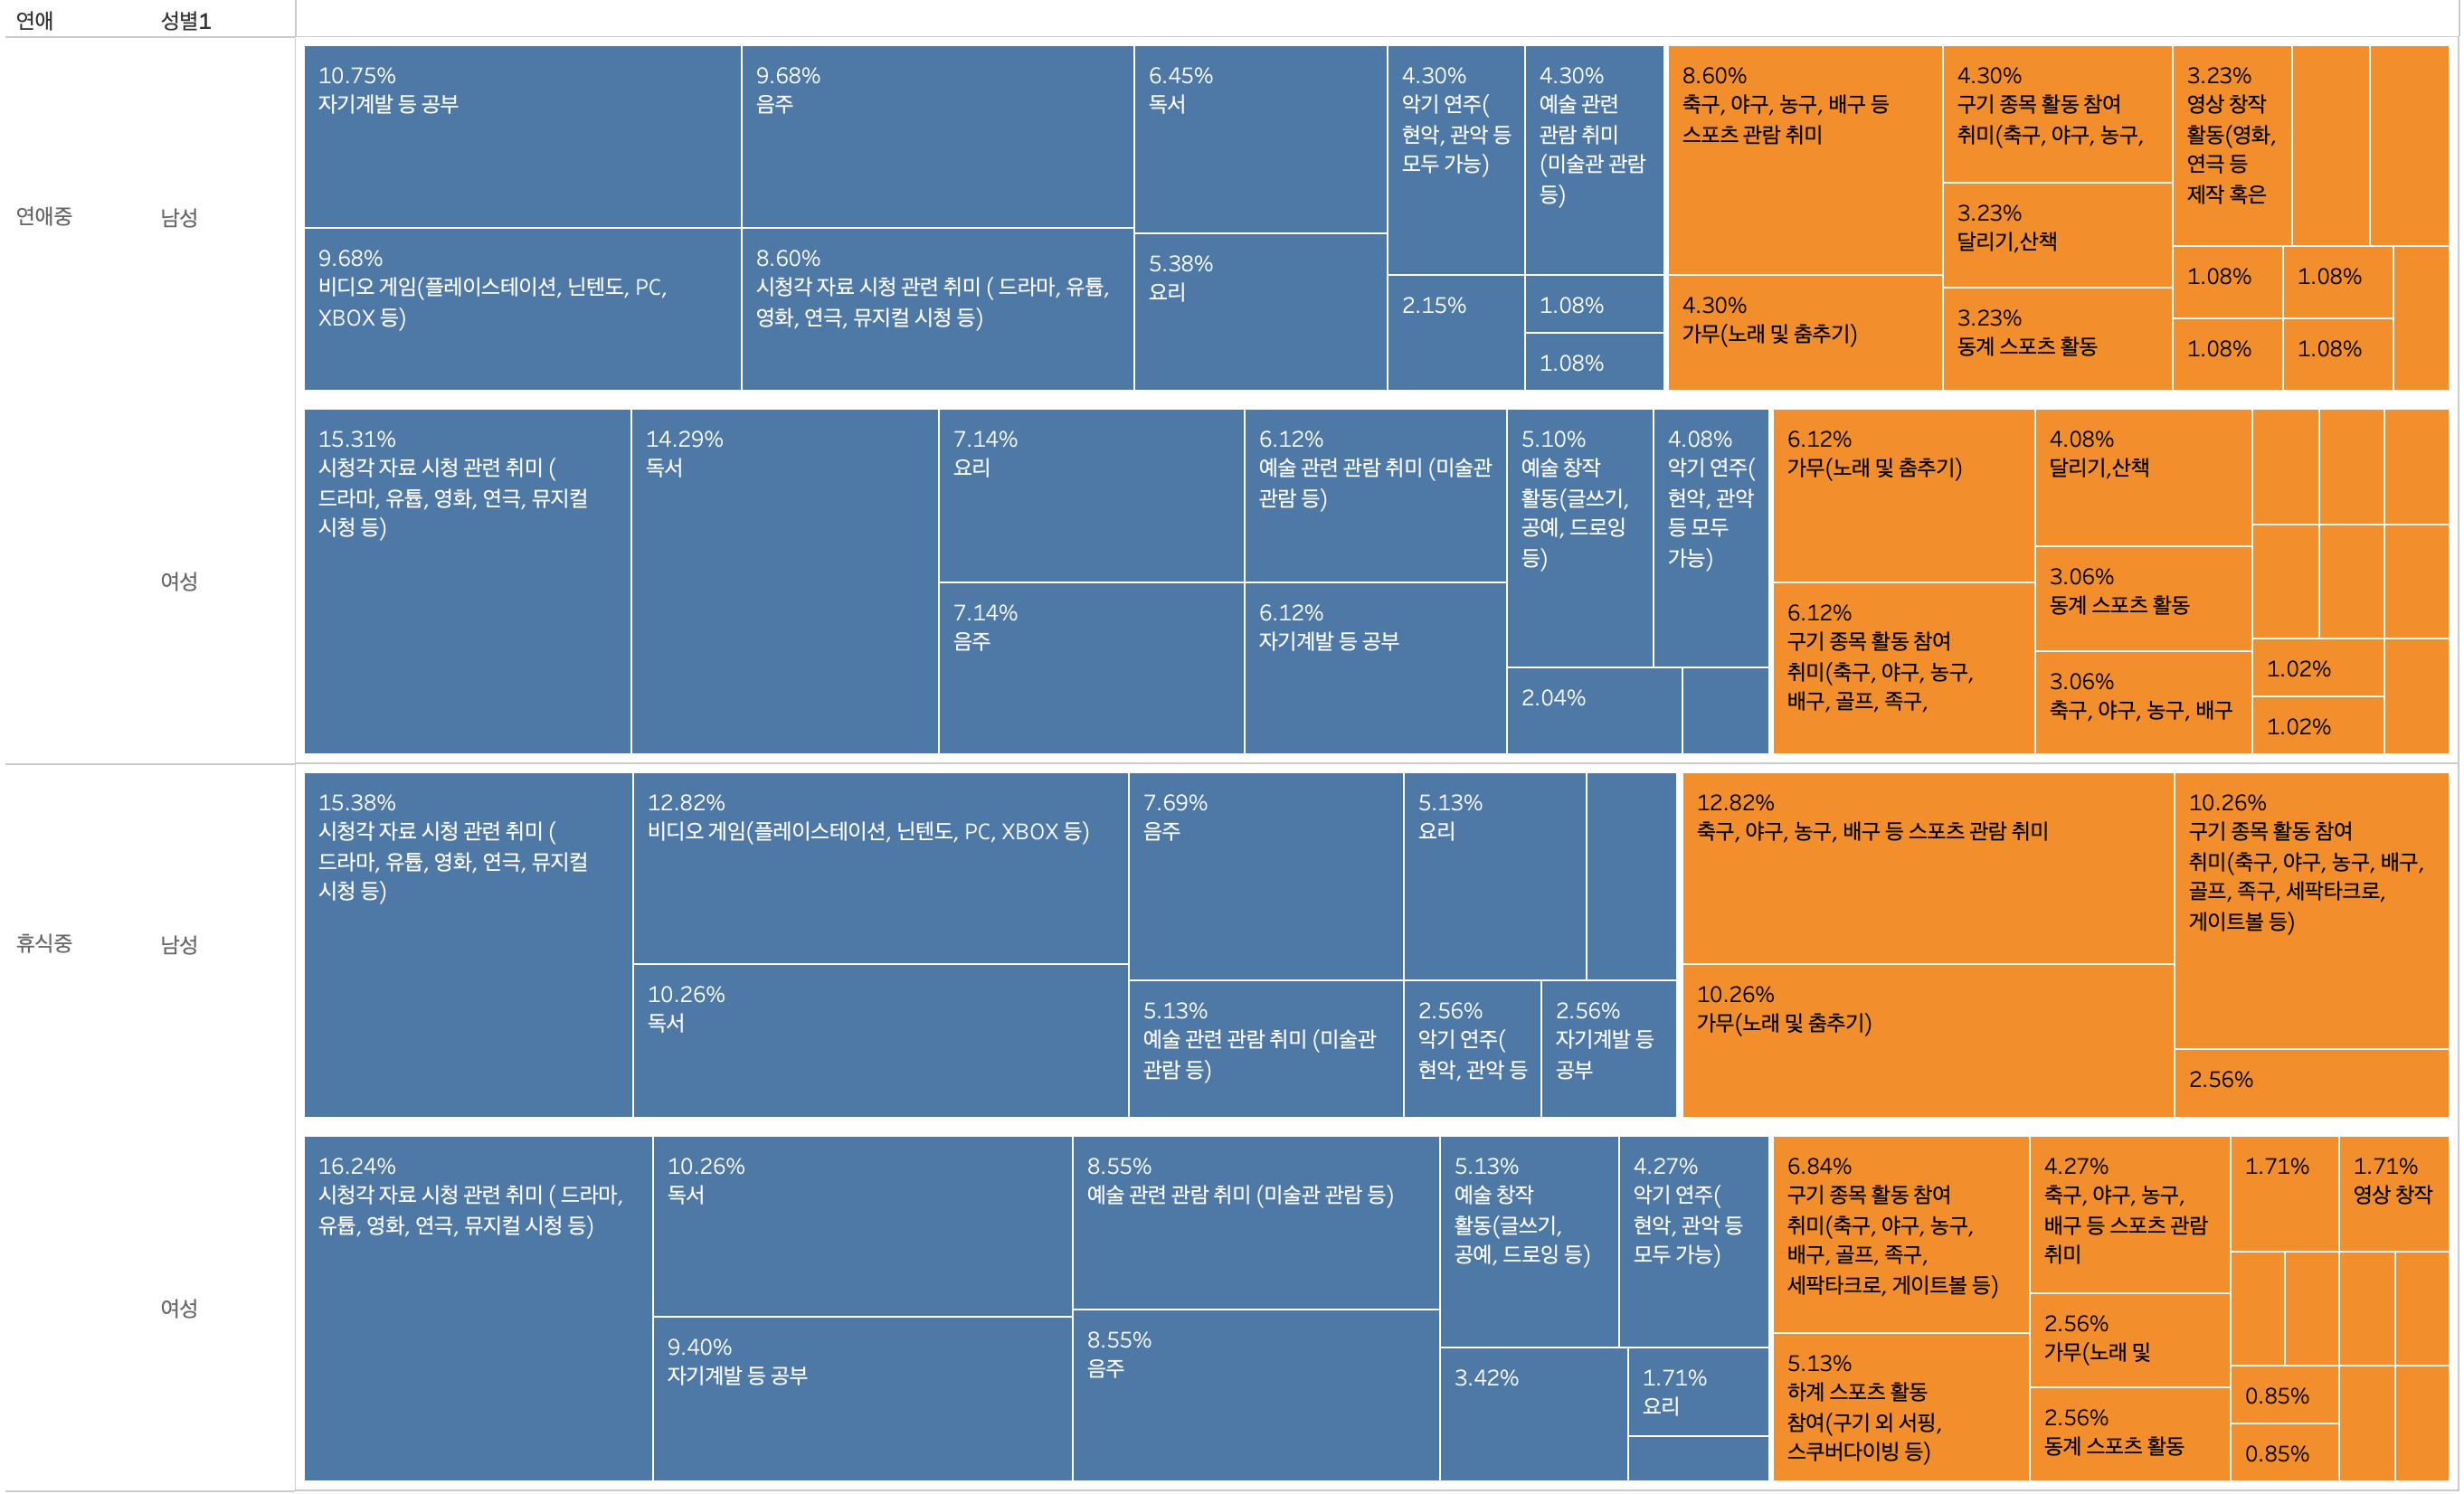 연애 성별1
연애중 남성
10.75%
자기계발 등 공부
9.68%
음주
6.45%
독서
4.30%
악기 연주(
현악, 관악 등
모두 가능)
4.30%
예술 관련
관람 취미
(미술관 관람
등)
9.68%
비디오 게임(플레이스테이션, 닌텐도, PC,
XBOX 등)
8.60%
시청각 자료 시청 관련 취미 ( 드라마, 유튭,
영화, 연극, 뮤지컬 시청 등)
5.38%
요리
2.15%
1.08%
1.08%
8.60%
축구, 야구, 농구, 배구 등
스포츠 관람 취미
4.30%
가무(노래 및 춤추기)
4.30%
구기 종목 활동 참여
취미(축구, 야구, 농구,
3.23%
달리기,산책
3.23%
동계 스포츠 활동
3.23%
영상 창작
활동(영화,
연극 등
제작 혹은
1.08%
1.08%
1.08%
1.08%
여성
15.31%
시청각 자료 시청 관련 취미 (
드라마, 유튭, 영화, 연극, 뮤지컬
시청 등)
14.29%
독서
7.14%
요리
7.14%
음주
6.12%
예술 관련 관람 취미 (미술관
관람 등)
6.12%
자기계발 등 공부
5.10%
예술 창작
활동(글쓰기,
공예, 드로잉
등)
4.08%
악기 연주(
현악, 관악
등 모두
가능)
2.04%
6.12%
가무(노래 및 춤추기)
6.12%
구기 종목 활동 참여
취미(축구, 야구, 농구,
배구, 골프, 족구,
4.08%
달리기,산책
3.06%
동계 스포츠 활동
3.06%
축구, 야구, 농구, 배구
1.02%
1.02%
휴식중 남성
15.38%
시청각 자료 시청 관련 취미 (
드라마, 유튭, 영화, 연극, 뮤지컬
시청 등)
12.82%
비디오 게임(플레이스테이션, 닌텐도, PC, XBOX 등)
10.26%
독서
7.69%
음주
5.13%
예술 관련 관람 취미 (미술관
관람 등)
5.13%
요리
2.56%
악기 연주(
현악, 관악 등
2.56%
자기계발 등
공부
12.82%
축구, 야구, 농구, 배구 등 스포츠 관람 취미
10.26%
가무(노래 및 춤추기)
10.26%
구기 종목 활동 참여
취미(축구, 야구, 농구, 배구,
골프, 족구, 세팍타크로,
게이트볼 등)
2.56%
여성
16.24%
시청각 자료 시청 관련 취미 ( 드라마,
유튭, 영화, 연극, 뮤지컬 시청 등)
10.26%
독서
9.40%
자기계발 등 공부
8.55%
예술 관련 관람 취미 (미술관 관람 등)
8.55%
음주
5.13%
예술 창작
활동(글쓰기,
공예, 드로잉 등)
4.27%
악기 연주(
현악, 관악 등
모두 가능)
3.42%
1.71%
요리
6.84%
구기 종목 활동 참여
취미(축구, 야구, 농구,
배구, 골프, 족구,
세팍타크로, 게이트볼 등)
5.13%
하계 스포츠 활동
참여(구기 외 서핑,
스쿠버다이빙 등)
4.27%
축구, 야구, 농구,
배구 등 스포츠 관람
취미
2.56%
가무(노래 및
2.56%
동계 스포츠 활동
1.71%
1.71%
영상 창작
0.85%
0.85%